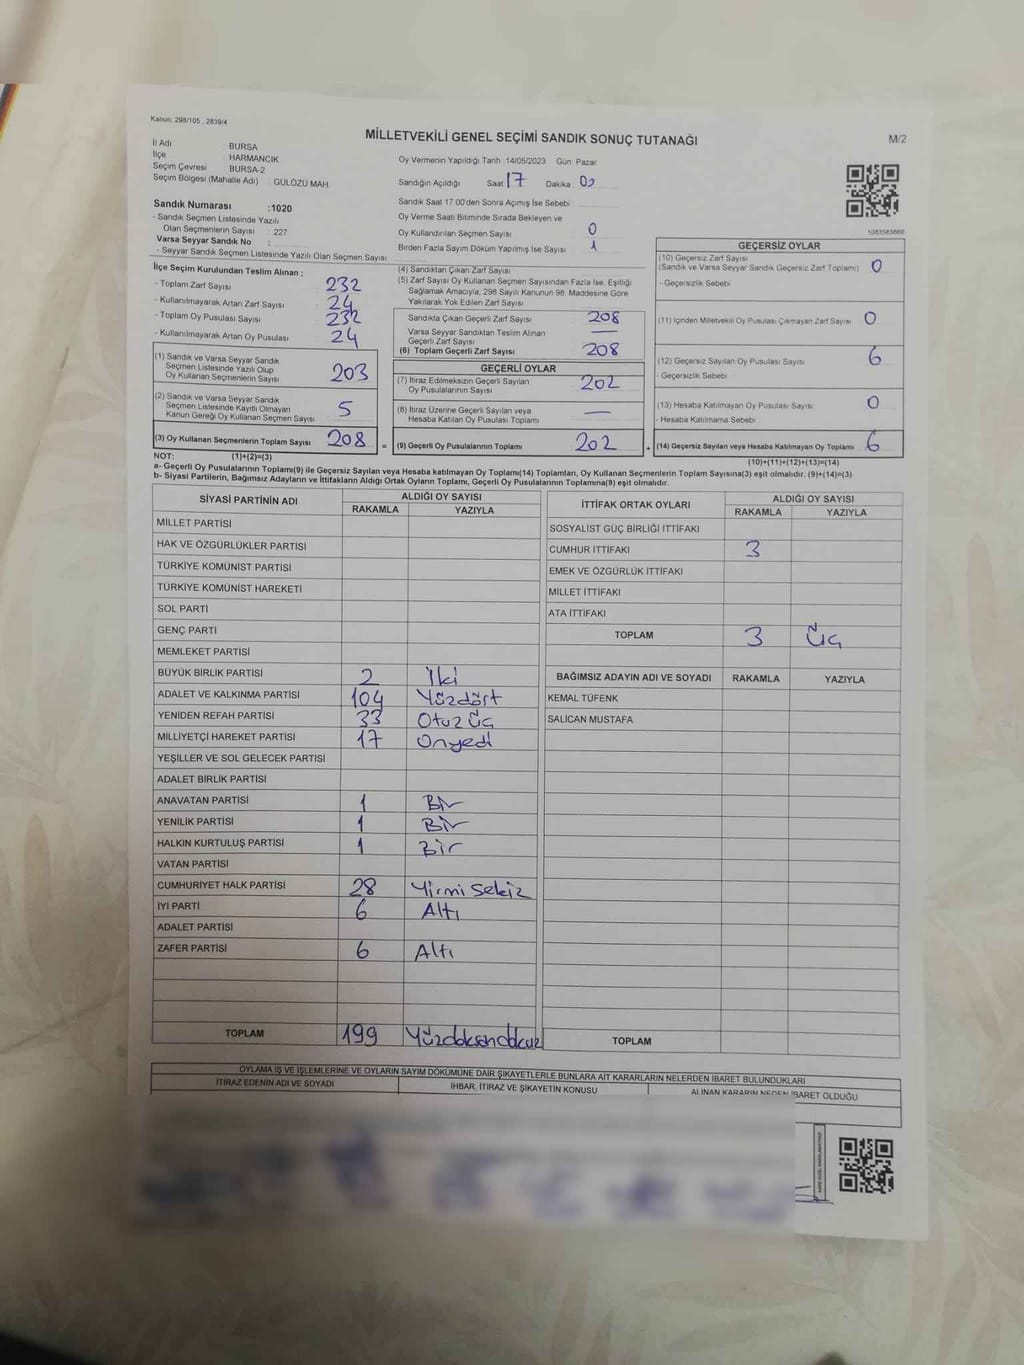 Kanun: 298/105 , 2839/4
MİLLETVEKİLİ GENEL SEÇİMİ SANDIK SONUÇ TUTANAĞI
M/2
İl Adı BURSA
İlçe HARMANCIK
Seçim Çevresi BURSA-2
Seçim Bölgesi (Mahalle Adı) : GÜLÖZÜ MAH.
Oy Vermenin Yapıldığı Tarih 14/05/2023 Gün Pazar
Sandığın Açıldığı Saat 17 Dakika 02
Sandık Saat 17:00'den Sonra Açılmış İse Sebebi
Oy Verme Saati Bitiminde Sırada Bekleyen ve
Oy Kullandırılan Seçmen Sayısı 0
Birden Fazla Sayım Döküm Yapılmış İse Sayısı 1
1083565666
Sandık Numarası :1020
- Sandık Seçmen Listesinde Yazılı
Olan Seçmenlerin Sayısı : 227
Varsa Seyyar Sandık No :
- Seyyar Sandık Seçmen Listesinde Yazılı Olan Seçmen Sayısı
İlçe Seçim Kurulundan Teslim Alınan ;
- Toplam Zarf Sayısı 232
- Kullanılmayarak Artan Zarf Sayısı 24
- Toplam Oy Pusulası Sayısı 232
- Kullanılmayarak Artan Oy Pusulası 24
(1) Sandık ve Varsa Seyyar Sandık
Seçmen Listesinde Yazılı Olup
Oy Kullanan Seçmenlerin Sayısı 203
(2) Sandık ve Varsa Seyyar Sandık
Seçmen Listesinde Kayıtlı Olmayan
Kanun Gereği Oy Kullanan Seçmen Sayısı 5
(3) Oy Kullanan Seçmenlerin Toplam Sayısı 208 =
(4) Sandıktan Çıkan Zarf Sayısı
(5) Zarf Sayısı Oy Kullanan Seçmen Sayısından Fazla İse, Eşitliği
Sağlamak Amacıyla; 298 Sayılı Kanunun 98. Maddesine Göre
Yakılarak Yok Edilen Zarf Sayısı
Sandıkta Çıkan Geçerli Zarf Sayısı 208
Varsa Seyyar Sandıktan Teslim Alınan
Geçerli Zarf Sayısı —
(6) Toplam Geçerli Zarf Sayısı 208
GEÇERLİ OYLAR
(7) İtiraz Edilmeksizin Geçerli Sayılan
Oy Pusulalarının Sayısı 202
(8) İtiraz Üzerine Geçerli Sayılan veya
Hesaba Katılan Oy Pusulası Toplamı —
(9) Geçerli Oy Pusulalarının Toplamı 202 +
GEÇERSİZ OYLAR
(10) Geçersiz Zarf Sayısı
(Sandık ve Varsa Seyyar Sandık Geçersiz Zarf Toplamı) 0
- Geçersizlik Sebebi
(11) İçinden Milletvekili Oy Pusulası Çıkmayan Zarf Sayısı 0
(12) Geçersiz Sayılan Oy Pusulası Sayısı 6
- Geçersizlik Sebebi
(13) Hesaba Katılmayan Oy Pusulası Sayısı 0
- Hesaba Katılmama Sebebi
(14) Geçersiz Sayılan veya Hesaba Katılmayan Oy Toplamı 6
NOT: (1)+(2)=(3) (10)+(11)+(12)+(13)=(14)
a- Geçerli Oy Pusulalarının Toplamı(9) ile Geçersiz Sayılan veya Hesaba katılmayan Oy Toplamı(14) Toplamları, Oy Kullanan Seçmenlerin Toplam Sayısına(3) eşit olmalıdır. (9)+(14)=(3)
b- Siyasi Partilerin, Bağımsız Adayların ve İttifakların Aldığı Ortak Oyların Toplamı, Geçerli Oy Pusulalarının Toplamına(9) eşit olmalıdır.
SİYASİ PARTİNİN ADI ALDIĞI OY SAYISI
RAKAMLA YAZIYLA
MİLLET PARTİSİ
HAK VE ÖZGÜRLÜKLER PARTİSİ
TÜRKİYE KOMÜNİST PARTİSİ
TÜRKİYE KOMÜNİST HAREKETİ
SOL PARTİ
GENÇ PARTİ
MEMLEKET PARTİSİ
BÜYÜK BİRLİK PARTİSİ 2 İki
ADALET VE KALKINMA PARTİSİ 104 Yüzdört
YENİDEN REFAH PARTİSİ 33 Otuz üç
MİLLİYETÇİ HAREKET PARTİSİ 17 Onyedi
YEŞİLLER VE SOL GELECEK PARTİSİ
ADALET BİRLİK PARTİSİ
ANAVATAN PARTİSİ 1 Bir
YENİLİK PARTİSİ 1 Bir
HALKIN KURTULUŞ PARTİSİ 1 Bir
VATAN PARTİSİ
CUMHURİYET HALK PARTİSİ 28 Yirmi Sekiz
İYİ PARTİ 6 Altı
ADALET PARTİSİ
ZAFER PARTİSİ 6 Altı
TOPLAM 199 Yüzdoksandokuz
İTTİFAK ORTAK OYLARI ALDIĞI OY SAYISI
RAKAMLA YAZIYLA
SOSYALİST GÜÇ BİRLİĞİ İTTİFAKI
CUMHUR İTTİFAKI 3
EMEK VE ÖZGÜRLÜK İTTİFAKI
MİLLET İTTİFAKI
ATA İTTİFAKI
TOPLAM 3 Üç
BAĞIMSIZ ADAYIN ADI VE SOYADI RAKAMLA YAZIYLA
KEMAL TÜFENK
SALİCAN MUSTAFA
TOPLAM
OYLAMA İŞ VE İŞLEMLERİNE VE OYLARIN SAYIM DÖKÜMÜNE DAİR ŞİKAYETLERLE BUNLARA AİT KARARLARIN NELERDEN İBARET BULUNDUKLARI
İTİRAZ EDENİN ADI VE SOYADI İHBAR, İTİRAZ VE ŞİKAYETİN KONUSU ALINAN KARARIN NEDEN İBARET OLDUĞU